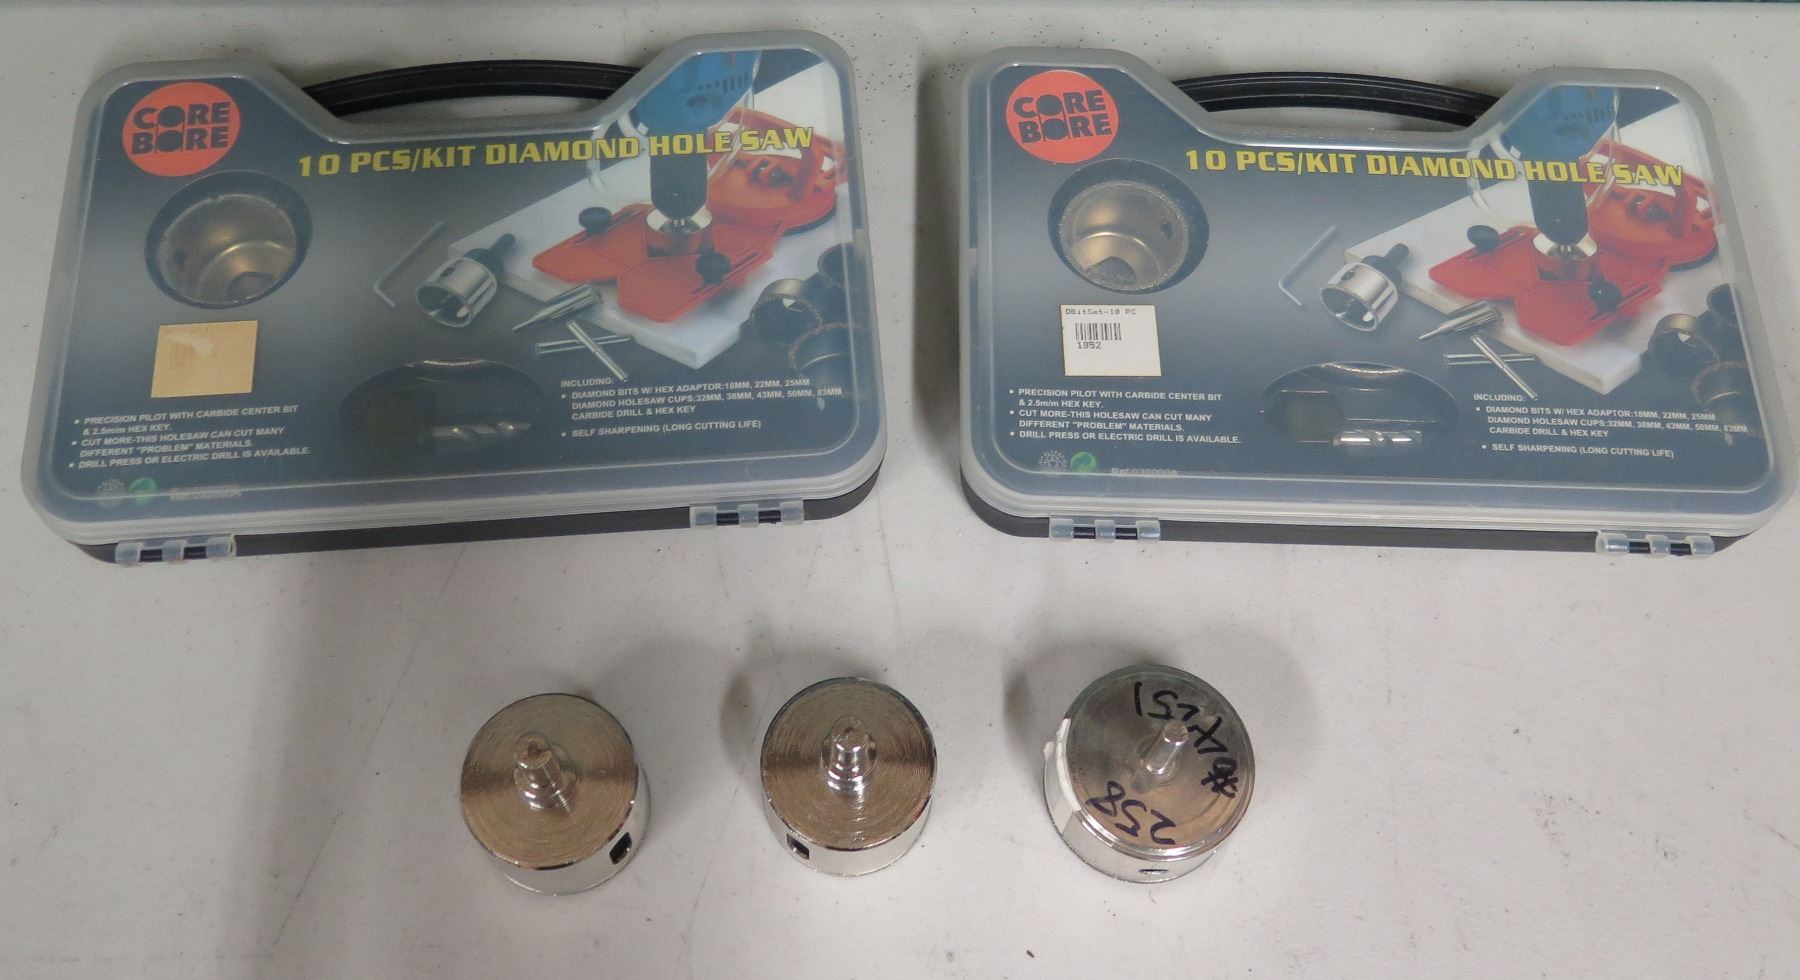 CORE
BORE
10 PCS/KIT DIAMOND HOLE SAW
INCLUDING:
• DIAMOND BITS W/ HEX ADAPTOR:18MM, 22MM, 25MM
DIAMOND HOLESAW CUPS:32MM, 38MM, 43MM, 50MM, 83MM
CARBIDE DRILL & HEX KEY
• SELF SHARPENING (LONG CUTTING LIFE)
• PRECISION PILOT WITH CARBIDE CENTER BIT
& 2.5m/m HEX KEY.
• CUT MORE-THIS HOLESAW CAN CUT MANY
DIFFERENT "PROBLEM" MATERIALS.
• DRILL PRESS OR ELECTRIC DRILL IS AVAILABLE.
CORE
BORE
10 PCS/KIT DIAMOND HOLE SAW
DBitSet-10 PC
1952
• PRECISION PILOT WITH CARBIDE CENTER BIT
& 2.5m/m HEX KEY.
• CUT MORE-THIS HOLESAW CAN CUT MANY
DIFFERENT "PROBLEM" MATERIALS.
• DRILL PRESS OR ELECTRIC DRILL IS AVAILABLE.
INCLUDING:
• DIAMOND BITS W/ HEX ADAPTOR:18MM, 22MM, 25MM
DIAMOND HOLESAW CUPS:32MM, 38MM, 43MM, 50MM, 83MM
CARBIDE DRILL & HEX KEY
• SELF SHARPENING (LONG CUTTING LIFE)
258